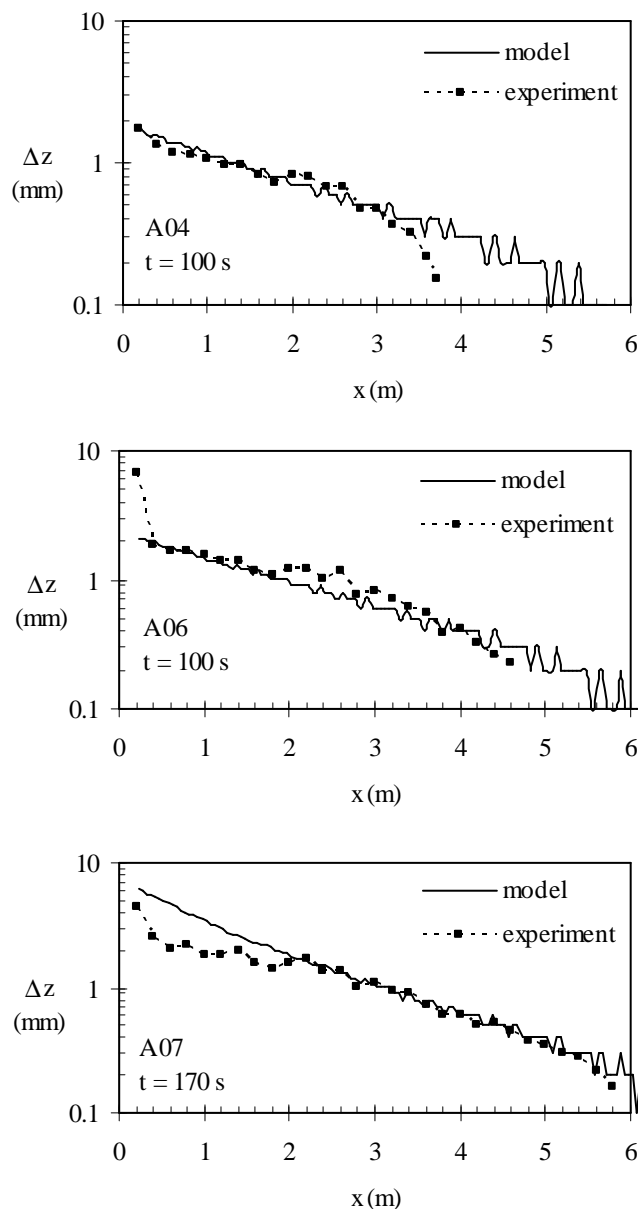 10
model
experiment
Δz
(mm)
1
A04
t = 100 s
0.1
0 1 2 3 4 5 6
x (m)
10
model
experiment
Δz
(mm)
1
A06
t = 100 s
0.1
0 1 2 3 4 5 6
x (m)
10
model
experiment
Δz
(mm)
1
A07
t = 170 s
0.1
0 1 2 3 4 5 6
x (m)